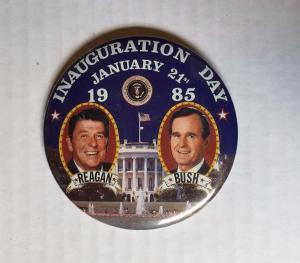 INAUGURATION DAY
JANUARY 21st
19 85
REAGAN
BUSH